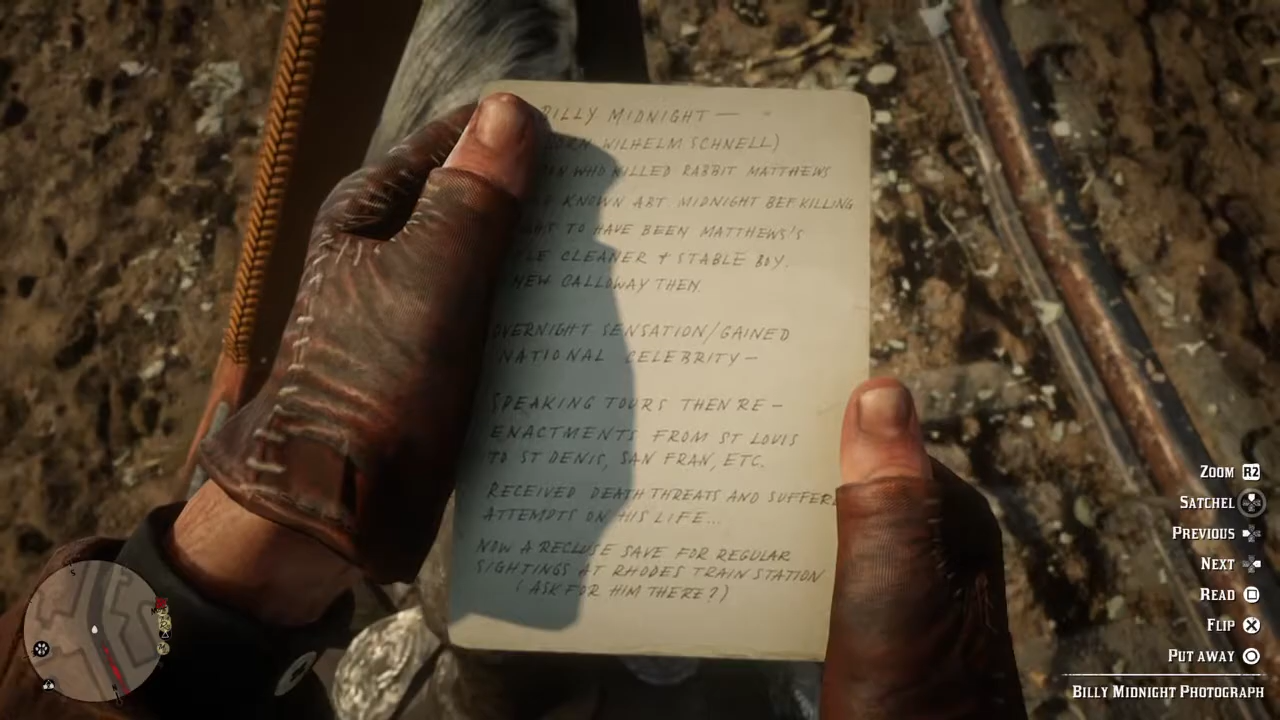 BILLY MIDNIGHT —
WILHELM SCHNELL)
WHO KILLED RABBIT MATTHEWS
KNOWN ABT MIDNIGHT BEF. KILLING
TO HAVE BEEN MATTHEWS'S
CLEANER + STABLE BOY.
CALLOWAY THEN.
OVERNIGHT SENSATION/GAINED
NATIONAL CELEBRITY —
SPEAKING TOURS THEN RE-
ENACTMENTS FROM ST LOUIS
TO ST DENIS, SAN FRAN, ETC.
RECEIVED DEATH THREATS AND SUFFER
ATTEMPTS ON HIS LIFE...
NOW A RECLUSE SAVE FOR REGULAR
SIGHTINGS AT RHODES TRAIN STATION
(ASK FOR HIM THERE?)
ZOOM R2
SATCHEL
PREVIOUS
NEXT
READ
FLIP
PUT AWAY
BILLY MIDNIGHT PHOTOGRAPH
S